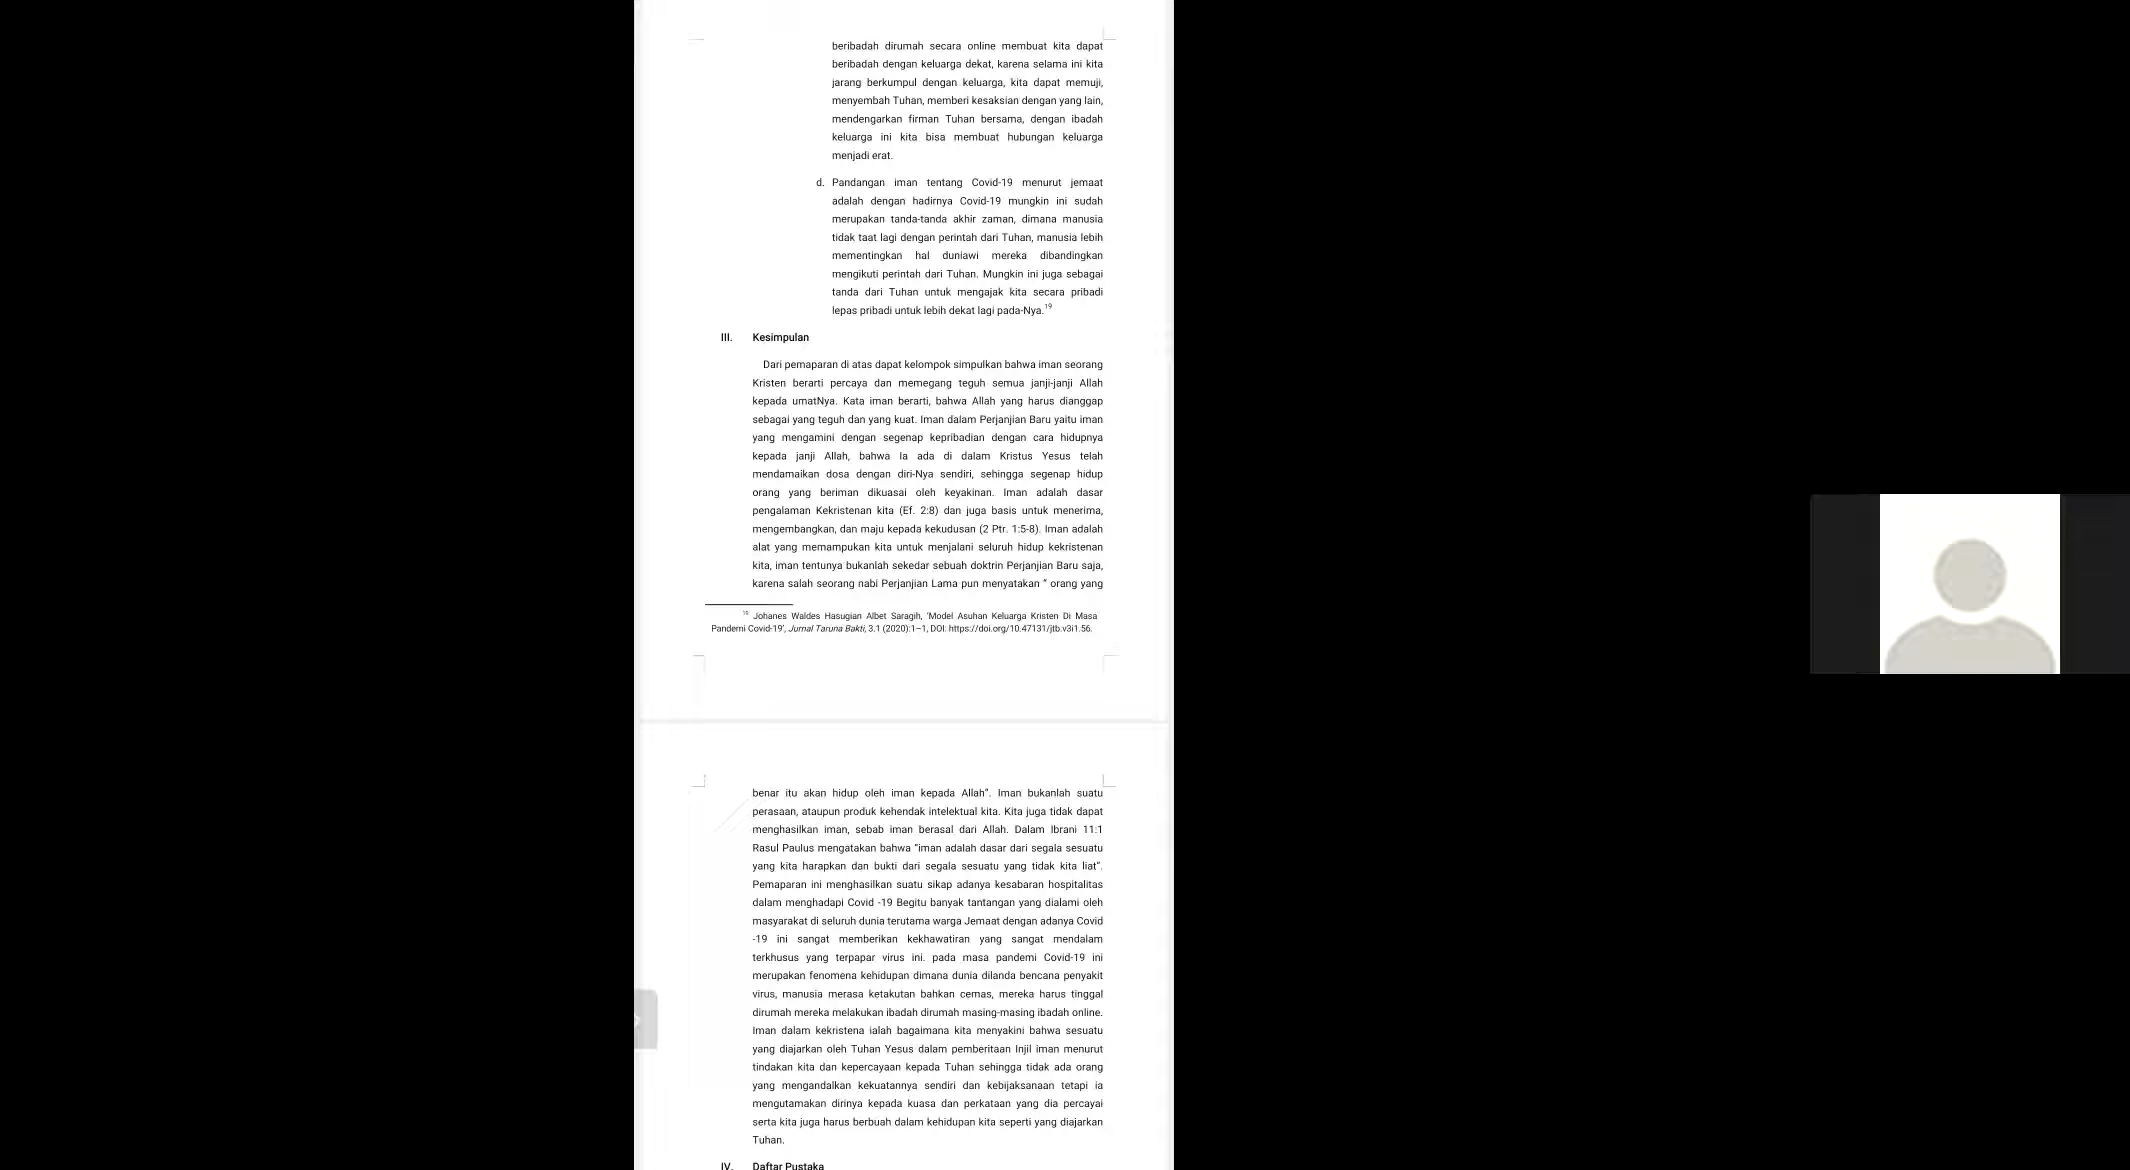 beribadah dirumah secara online membuat kita dapat
beribadah dengan keluarga dekat, karena selama ini kita
jarang berkumpul dengan keluarga, kita dapat memuji,
menyembah Tuhan, memberi kesaksian dengan yang lain,
mendengarkan firman Tuhan bersama, dengan ibadah
keluarga ini kita bisa membuat hubungan keluarga
menjadi erat.
d. Pandangan iman tentang Covid-19 menurut jemaat
adalah dengan hadirnya Covid-19 mungkin ini sudah
merupakan tanda-tanda akhir zaman, dimana manusia
tidak taat lagi dengan perintah dari Tuhan, manusia lebih
mementingkan hal duniawi mereka dibandingkan
mengikuti perintah dari Tuhan. Mungkin ini juga sebagai
tanda dari Tuhan untuk mengajak kita secara pribadi
lepas pribadi untuk lebih dekat lagi pada-Nya.19
III. Kesimpulan
Dari pemaparan di atas dapat kelompok simpulkan bahwa iman seorang
Kristen berarti percaya dan memegang teguh semua janji-janji Allah
kepada umatNya. Kata iman berarti, bahwa Allah yang harus dianggap
sebagai yang teguh dan yang kuat. Iman dalam Perjanjian Baru yaitu iman
yang mengamini dengan segenap kepribadian dengan cara hidupnya
kepada janji Allah, bahwa Ia ada di dalam Kristus Yesus telah
mendamaikan dosa dengan diri-Nya sendiri, sehingga segenap hidup
orang yang beriman dikuasai oleh keyakinan. Iman adalah dasar
pengalaman Kekristenan kita (Ef. 2:8) dan juga basis untuk menerima,
mengembangkan, dan maju kepada kekudusan (2 Ptr. 1:5-8). Iman adalah
alat yang memampukan kita untuk menjalani seluruh hidup kekristenan
kita, iman tentunya bukanlah sekedar sebuah doktrin Perjanjian Baru saja,
karena salah seorang nabi Perjanjian Lama pun menyatakan " orang yang
19 Johanes Waldes Hasugian Albet Saragih, 'Model Asuhan Keluarga Kristen Di Masa
Pandemi Covid-19', Jurnal Taruna Bakti, 3.1 (2020):1–1, DOI: https://doi.org/10.47131/jtb.v3i1.56.
benar itu akan hidup oleh iman kepada Allah". Iman bukanlah suatu
perasaan, ataupun produk kehendak intelektual kita. Kita juga tidak dapat
menghasilkan iman, sebab iman berasal dari Allah. Dalam Ibrani 11:1
Rasul Paulus mengatakan bahwa "iman adalah dasar dari segala sesuatu
yang kita harapkan dan bukti dari segala sesuatu yang tidak kita liat".
Pemaparan ini menghasilkan suatu sikap adanya kesabaran hospitalitas
dalam menghadapi Covid -19 Begitu banyak tantangan yang dialami oleh
masyarakat di seluruh dunia terutama warga Jemaat dengan adanya Covid
-19 ini sangat memberikan kekhawatiran yang sangat mendalam
terkhusus yang terpapar virus ini. pada masa pandemi Covid-19 ini
merupakan fenomena kehidupan dimana dunia dilanda bencana penyakit
virus, manusia merasa ketakutan bahkan cemas, mereka harus tinggal
dirumah mereka melakukan ibadah dirumah masing-masing ibadah online.
Iman dalam kekristena ialah bagaimana kita menyakini bahwa sesuatu
yang diajarkan oleh Tuhan Yesus dalam pemberitaan Injil iman menurut
tindakan kita dan kepercayaan kepada Tuhan sehingga tidak ada orang
yang mengandalkan kekuatannya sendiri dan kebijaksanaan tetapi ia
mengutamakan dirinya kepada kuasa dan perkataan yang dia percayai
serta kita juga harus berbuah dalam kehidupan kita seperti yang diajarkan
Tuhan.
IV. Daftar Pustaka